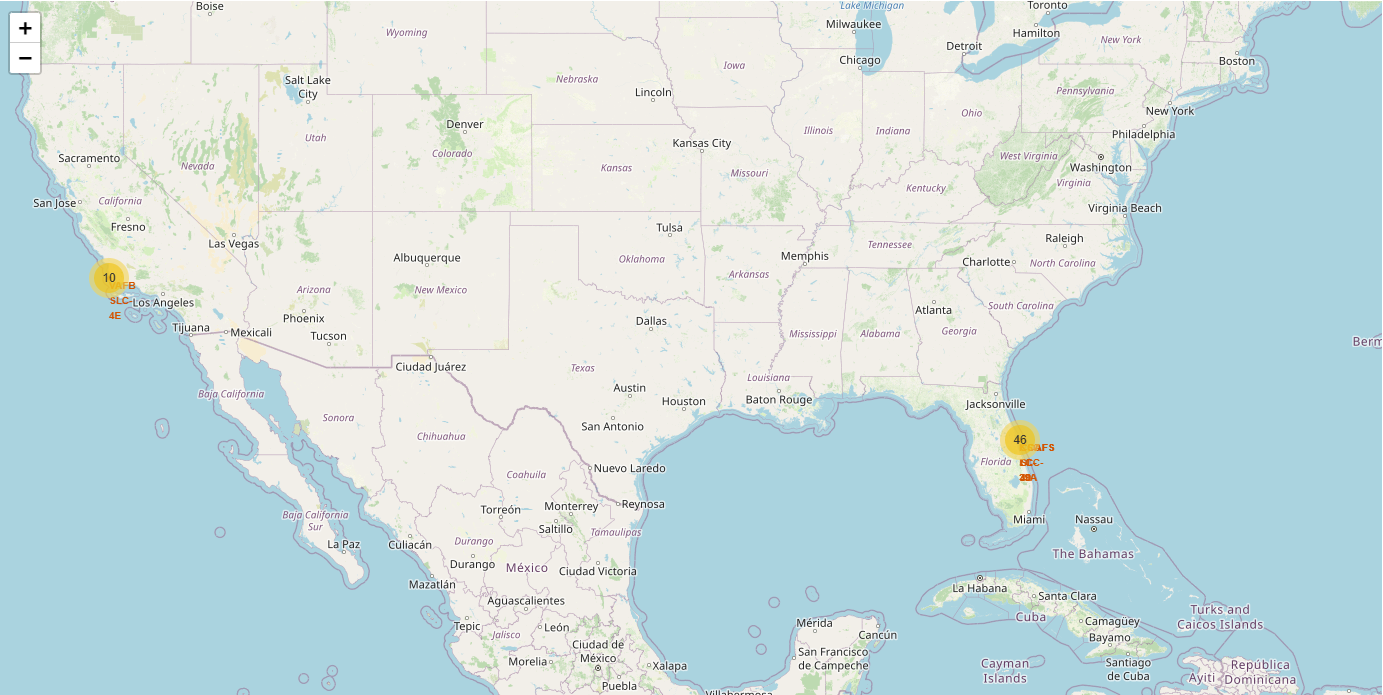 Boise
Lake Michigan
Toronto
Milwaukee
Hamilton
Wyoming
New York
Detroit
Chicago
Boston
Iowa
Nebraska
Salt Lake
City
Lincoln
Pennsylvania
New York
Ohio
Denver
Illinois
Indiana
Philadelphia
Utah
Kansas City
Colorado
Sacramento
West Virginia
Nevada
Kansas
Missouri
Washington
Virginia
Kentucky
San Jose
California
Virginia Beach
Fresno
Tulsa
Las Vegas
Raleigh
Tennessee
Albuquerque
Oklahoma
Memphis
Charlotte
North Carolina
Arkansas
10
Arizona
New Mexico
SLC-
4E
Los Angeles
South Carolina
Atlanta
Phoenix
Dallas
Tijuana
Mexicali
Mississippi
Alabama
Georgia
Tucson
Ciudad Juárez
Texas
Louisiana
Austin
Baja California
Houston
Baton Rouge
Jacksonville
Sonora
San Antonio
Chihuahua
46
Florida
Nuevo Laredo
Coahuila
Reynosa
Torreón
Monterrey
Baja California
Sur
Saltillo
Tamaulipas
Miami
Nassau
La Paz
Culiacán
Durango
The Bahamas
Durango
México
Ciudad Victoria
Mazatlán
La Habana
Santa Clara
Aguascalientes
Turks and
Caicos Islands
Cuba
Camagüey
Tepic
León
Mérida
Cancún
Jalisco
Bayamo
Ciudad de
México
San Francisco
de Campeche
Morelia
Xalapa
Cayman
Islands
Santiago
de Cuba
República
Dominicana
Ayiti
Puebla
Villahermosa